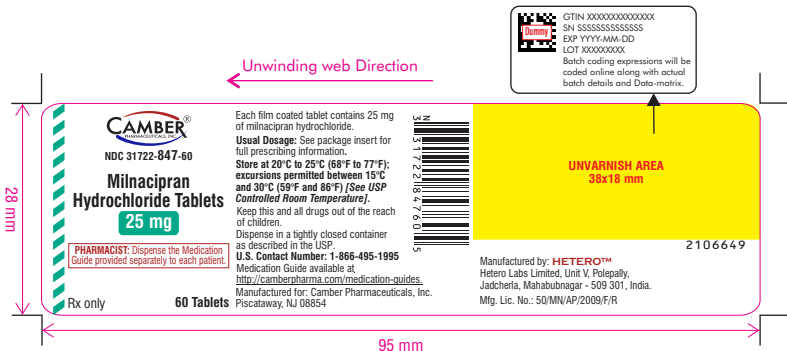 GTIN XXXXXXXXXXXXXX
SN SSSSSSSSSSSSSS
EXP YYYY-MM-DD
LOT XXXXXXXXX
Batch coding expressions will be
coded online along with actual
batch details and Data-matrix.
Dummy
Unwinding web Direction
CAMBER®
PHARMACEUTICALS, INC.
NDC 31722-847-60
Milnacipran
Hydrochloride Tablets
25 mg
PHARMACIST: Dispense the Medication
Guide provided separately to each patient.
Rx only 60 Tablets
Each film coated tablet contains 25 mg
of milnacipran hydrochloride.
Usual Dosage: See package insert for
full prescribing information.
Store at 20°C to 25°C (68°F to 77°F);
excursions permitted between 15°C
and 30°C (59°F and 86°F) [See USP
Controlled Room Temperature].
Keep this and all drugs out of the reach
of children.
Dispense in a tightly closed container
as described in the USP.
U.S. Contact Number: 1-866-495-1995
Medication Guide available at
http://camberpharma.com/medication-guides.
Manufactured for: Camber Pharmaceuticals, Inc.
Piscataway, NJ 08854
N
3 31722 84760 5
UNVARNISH AREA
38x18 mm
2106649
Manufactured by: HETERO™
Hetero Labs Limited, Unit V, Polepally,
Jadcherla, Mahabubnagar - 509 301, India.
Mfg. Lic. No.: 50/MN/AP/2009/F/R
28 mm
95 mm